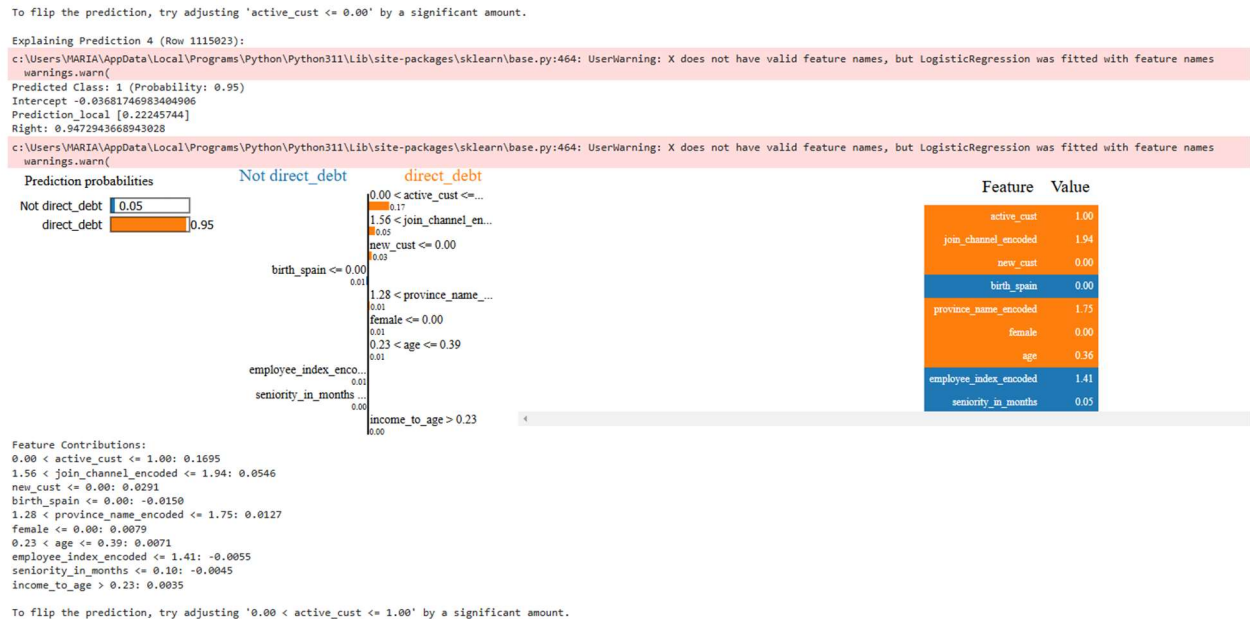 To flip the prediction, try adjusting 'active_cust <= 0.00' by a significant amount.
Explaining Prediction 4 (Row 1115023):
c:\Users\MARIA\AppData\Local\Programs\Python\Python311\Lib\site-packages\sklearn\base.py:464: UserWarning: X does not have valid feature names, but LogisticRegression was fitted with feature names
warnings.warn(
Predicted Class: 1 (Probability: 0.95)
Intercept -0.03681746983404906
Prediction_local [0.22245744]
Right: 0.9472943668943028
c:\Users\MARIA\AppData\Local\Programs\Python\Python311\Lib\site-packages\sklearn\base.py:464: UserWarning: X does not have valid feature names, but LogisticRegression was fitted with feature names
warnings.warn(
Prediction probabilities
Not direct_debt 0.05
direct_debt 0.95
Not direct_debt direct_debt
0.00 < active_cust <=...
0.17
1.56 < join_channel_en...
0.05
new_cust <= 0.00
0.03
birth_spain <= 0.00
0.01
1.28 < province_name_...
0.01
female <= 0.00
0.01
0.23 < age <= 0.39
0.01
employee_index_enco...
0.01
seniority_in_months ...
0.00
income_to_age > 0.23
0.00
Feature Value
active_cust 1.00
join_channel_encoded 1.94
new_cust 0.00
birth_spain 0.00
province_name_encoded 1.75
female 0.00
age 0.36
employee_index_encoded 1.41
seniority_in_months 0.05
Feature Contributions:
0.00 < active_cust <= 1.00: 0.1695
1.56 < join_channel_encoded <= 1.94: 0.0546
new_cust <= 0.00: 0.0291
birth_spain <= 0.00: -0.0150
1.28 < province_name_encoded <= 1.75: 0.0127
female <= 0.00: 0.0079
0.23 < age <= 0.39: 0.0071
employee_index_encoded <= 1.41: -0.0055
seniority_in_months <= 0.10: -0.0045
income_to_age > 0.23: 0.0035
To flip the prediction, try adjusting '0.00 < active_cust <= 1.00' by a significant amount.